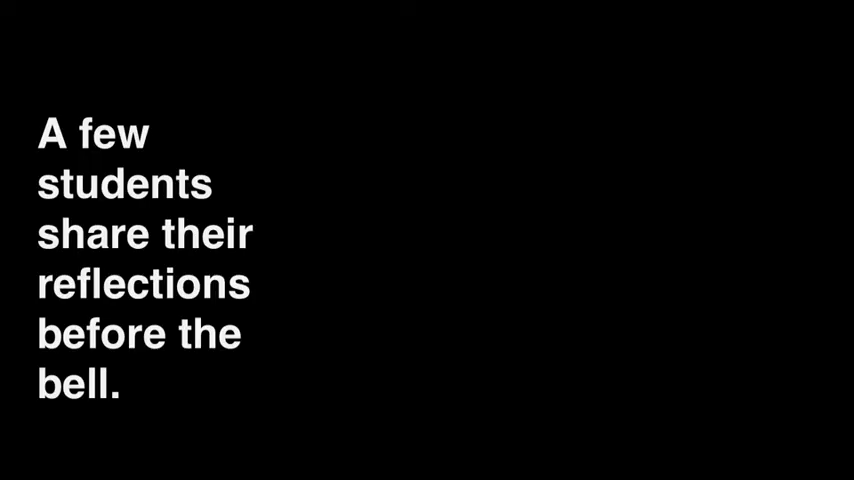 A few
students
share their
reflections
before the
bell.